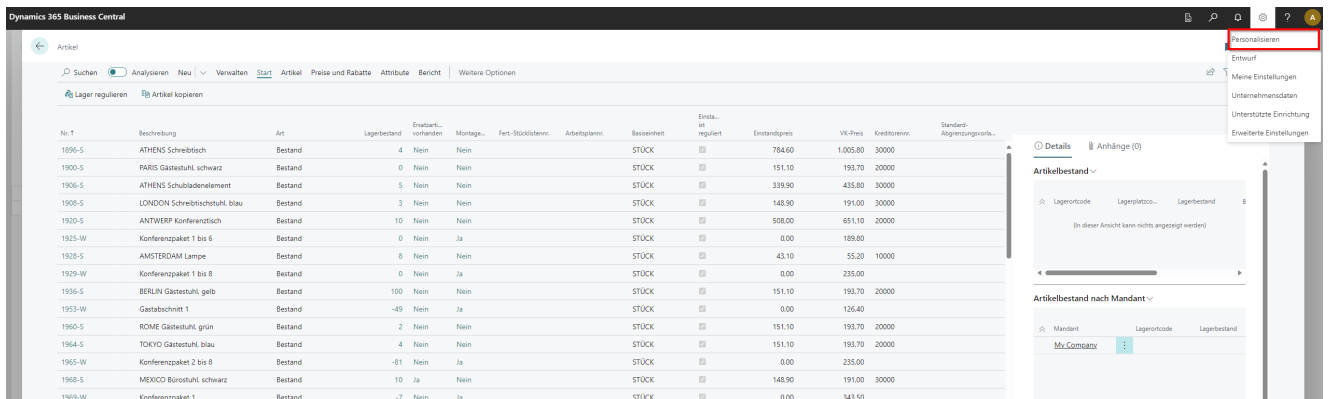 Dynamics 365 Business Central
?
A
Personalisieren
Entwurf
Meine Einstellungen
Unternehmensdaten
Unterstützte Einrichtung
Erweiterte Einstellungen
Artikel
Suchen Analysieren Neu Verwalten Start Artikel Preise und Rabatte Attribute Bericht Weitere Optionen
Lager regulieren Artikel kopieren
Nr. ↑ Beschreibung Art Lagerbestand Ersatzarti... vorhanden Montage... Fert.-Stücklistennr. Arbeitsplannr. Basiseinheit Einsta... ist reguliert Einstandspreis VK-Preis Kreditorennr. Standard-Abgrenzungsvorla...
1896-S ATHENS Schreibtisch Bestand 4 Nein Nein STÜCK 784,60 1.005,80 30000
1900-S PARIS Gästestuhl, schwarz Bestand 0 Nein Nein STÜCK 151,10 193,70 20000
1906-S ATHENS Schubladenelement Bestand 5 Nein Nein STÜCK 339,90 435,80 30000
1908-S LONDON Schreibtischstuhl, blau Bestand 3 Nein Nein STÜCK 148,90 191,00 30000
1920-S ANTWERP Konferenztisch Bestand 10 Nein Nein STÜCK 508,00 651,10 20000
1925-W Konferenzpaket 1 bis 6 Bestand 0 Nein Ja STÜCK 0,00 189,80
1928-S AMSTERDAM Lampe Bestand 8 Nein Nein STÜCK 43,10 55,20 10000
1929-W Konferenzpaket 1 bis 8 Bestand 0 Nein Ja STÜCK 0,00 235,00
1936-S BERLIN Gästestuhl, gelb Bestand 100 Nein Nein STÜCK 151,10 193,70 20000
1953-W Gastabschnitt 1 Bestand -49 Nein Ja STÜCK 0,00 126,40
1960-S ROME Gästestuhl, grün Bestand 2 Nein Nein STÜCK 151,10 193,70 20000
1964-S TOKYO Gästestuhl, blau Bestand 4 Nein Nein STÜCK 151,10 193,70 20000
1965-W Konferenzpaket 2 bis 8 Bestand -81 Nein Ja STÜCK 0,00 235,00
1968-S MEXICO Bürostuhl, schwarz Bestand 10 Ja Nein STÜCK 148,90 191,00 30000
1969-W Konferenzpaket 1 Bestand -7 Nein Ja STÜCK 0,00 343,50
Details Anhänge (0)
Artikelbestand
Lagerortcode Lagerplatzco... Lagerbestand B
(In dieser Ansicht kann nichts angezeigt werden)
Artikelbestand nach Mandant
Mandant Lagerortcode Lagerbestand
My Company